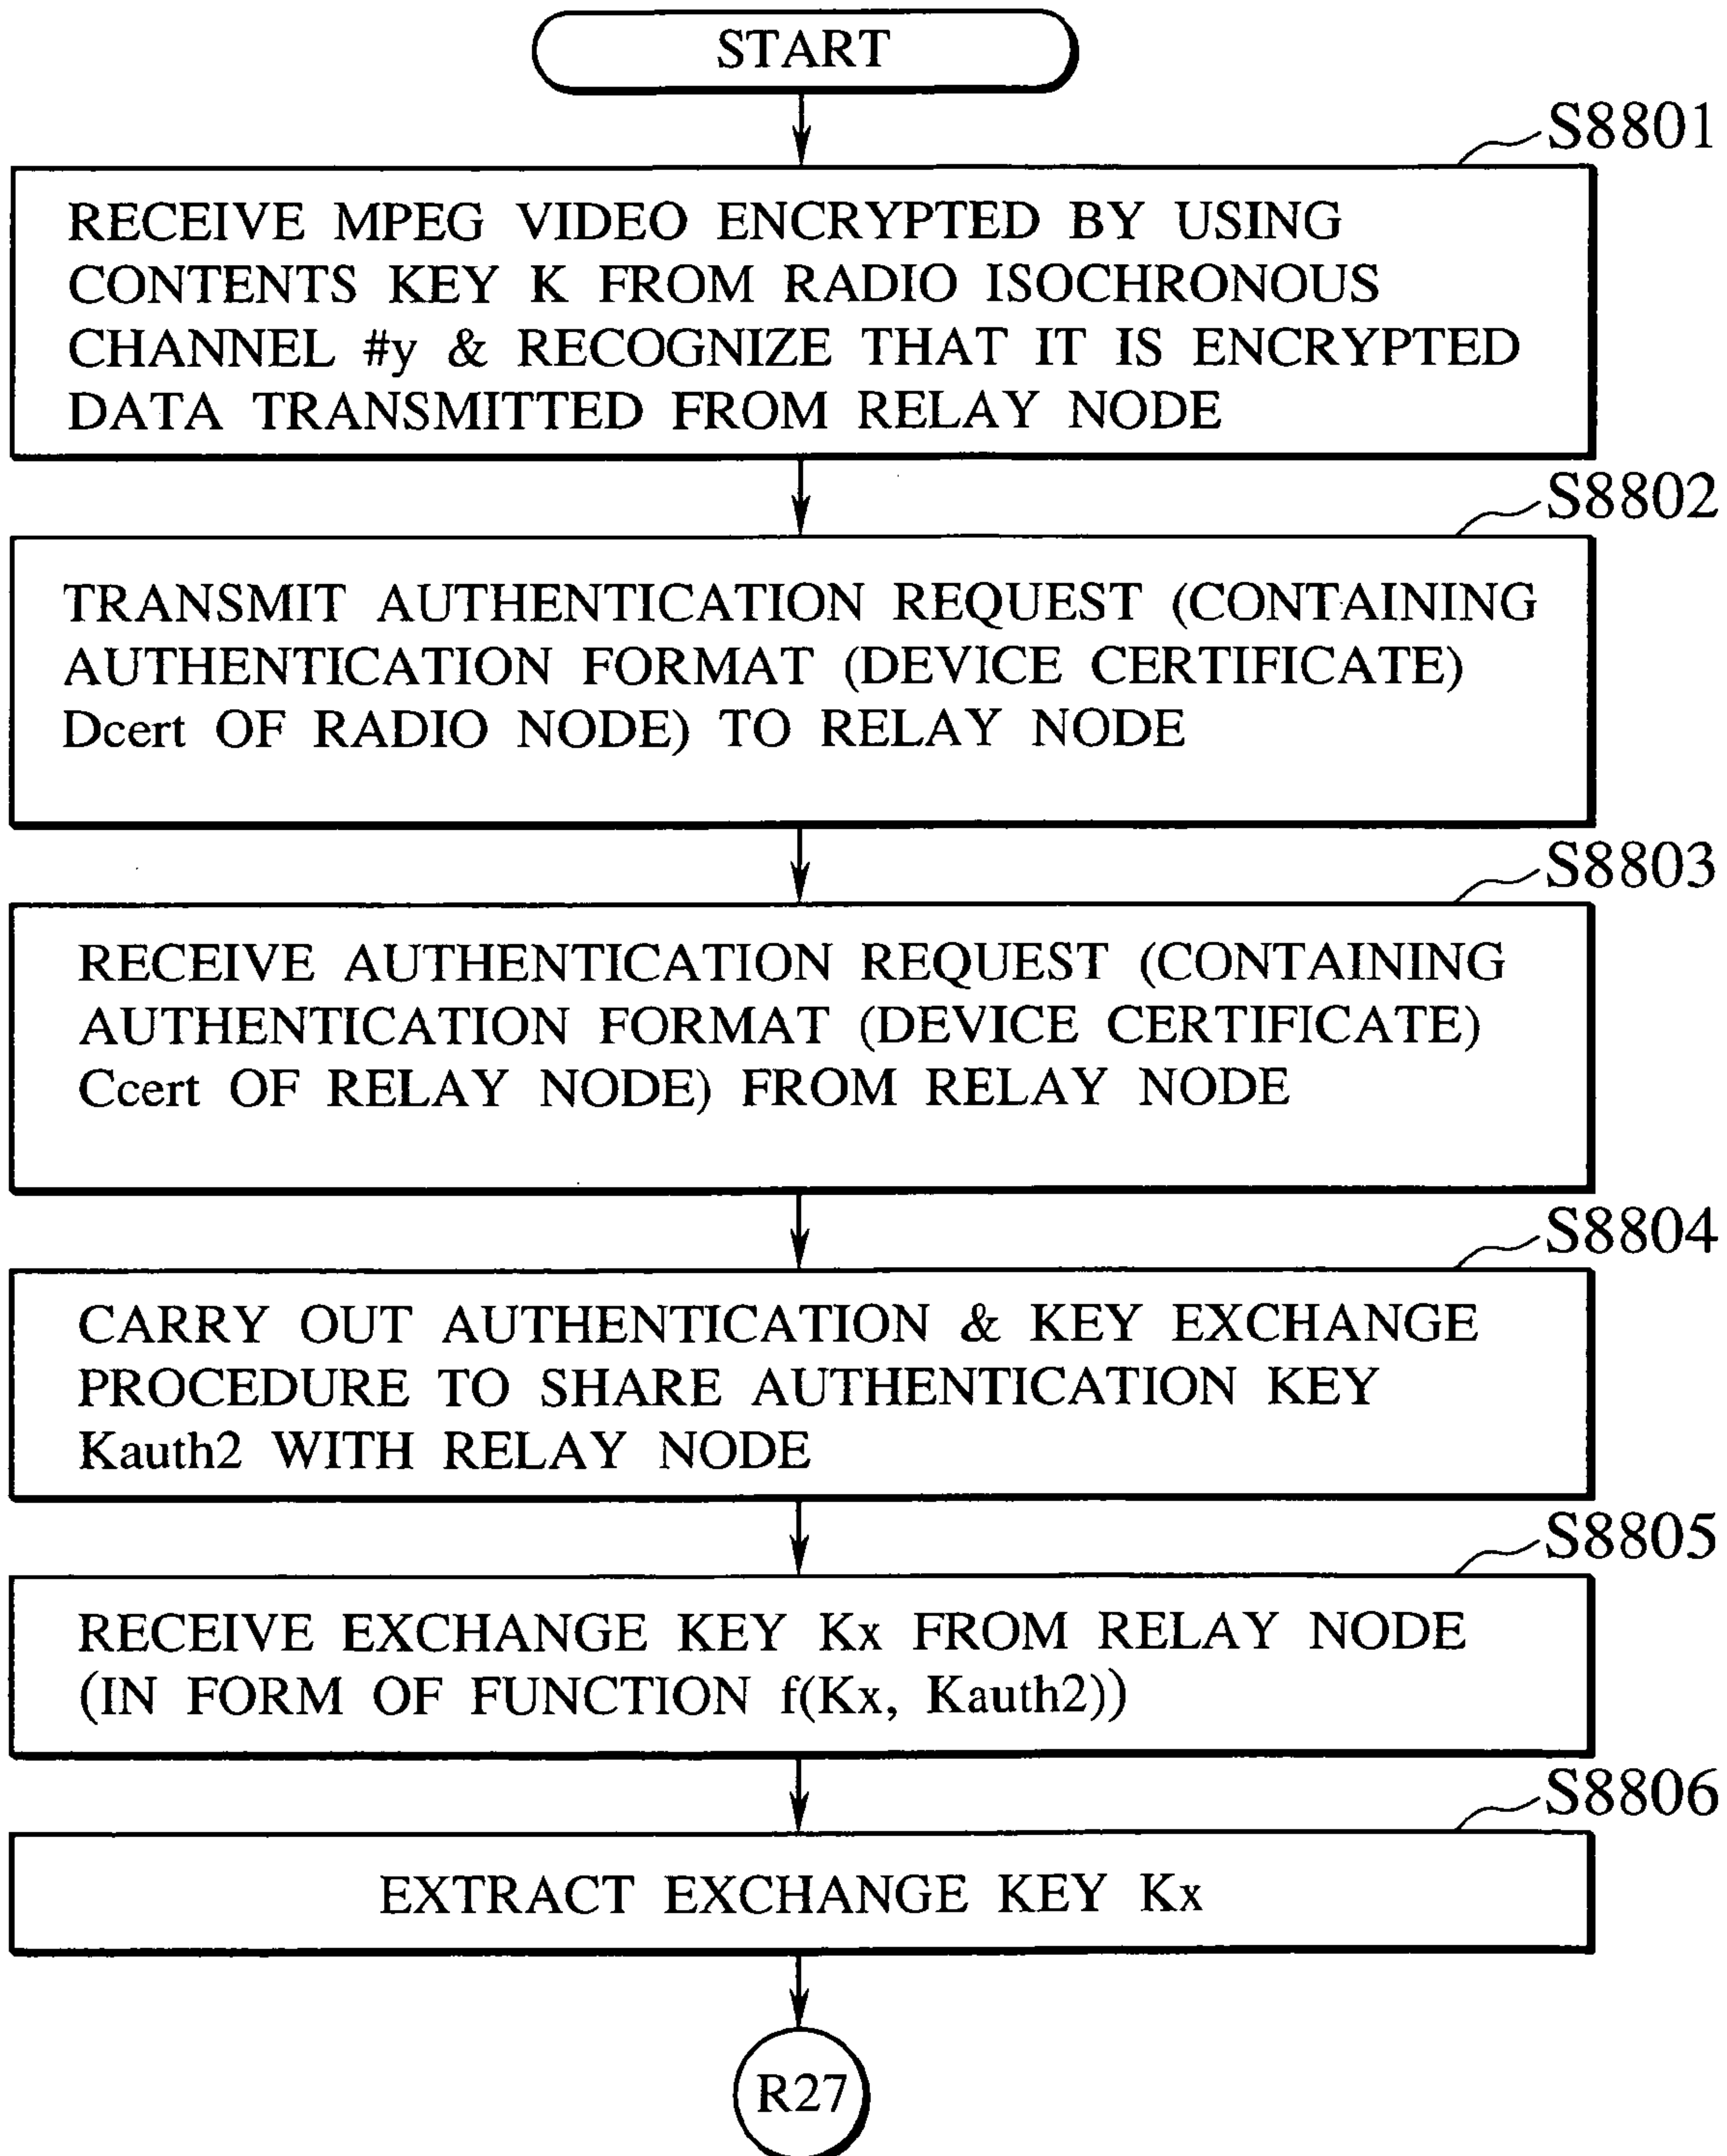 START
S8801
RECEIVE MPEG VIDEO ENCRYPTED BY USING
CONTENTS KEY K FROM RADIO ISOCHRONOUS
CHANNEL #y & RECOGNIZE THAT IT IS ENCRYPTED
DATA TRANSMITTED FROM RELAY NODE
S8802
TRANSMIT AUTHENTICATION REQUEST (CONTAINING
AUTHENTICATION FORMAT (DEVICE CERTIFICATE)
Dcert OF RADIO NODE) TO RELAY NODE
S8803
RECEIVE AUTHENTICATION REQUEST (CONTAINING
AUTHENTICATION FORMAT (DEVICE CERTIFICATE)
Ccert OF RELAY NODE) FROM RELAY NODE
S8804
CARRY OUT AUTHENTICATION & KEY EXCHANGE
PROCEDURE TO SHARE AUTHENTICATION KEY
Kauth2 WITH RELAY NODE
S8805
RECEIVE EXCHANGE KEY Kx FROM RELAY NODE
(IN FORM OF FUNCTION f(Kx, Kauth2))
S8806
EXTRACT EXCHANGE KEY Kx
R27